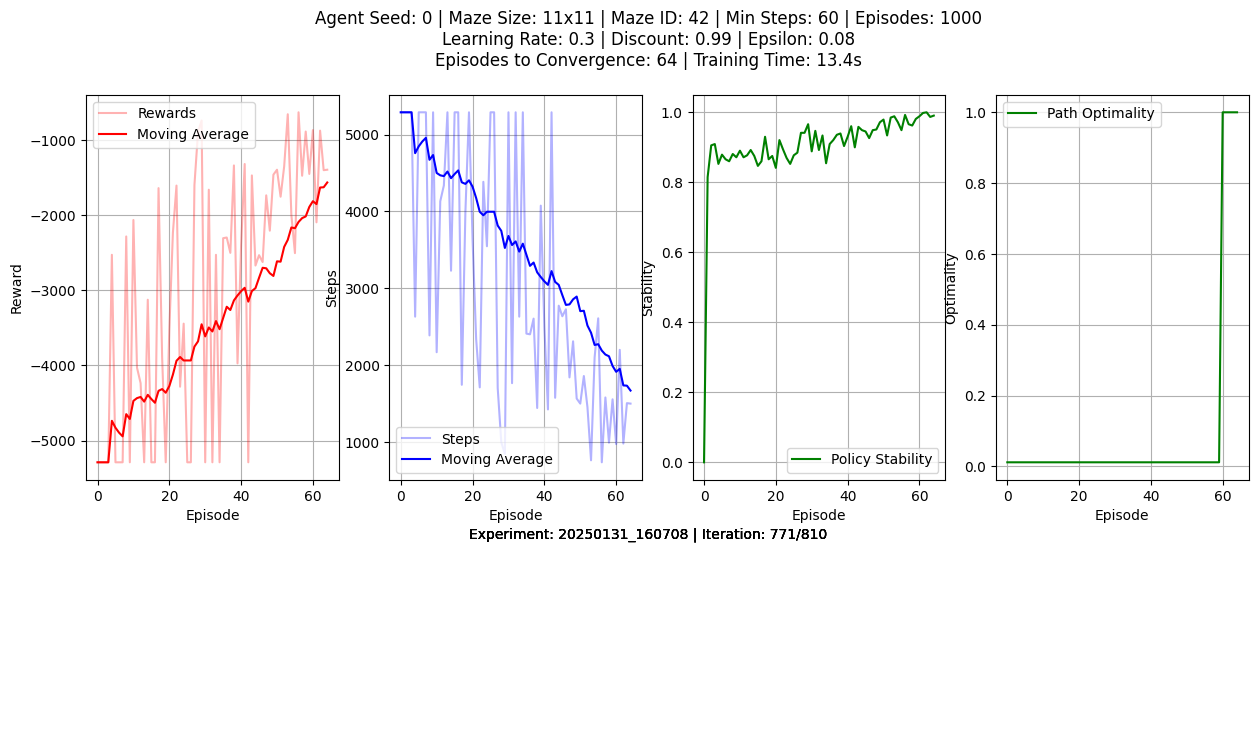 Agent Seed: 0 | Maze Size: 11x11 | Maze ID: 42 | Min Steps: 60 | Episodes: 1000
Learning Rate: 0.3 | Discount: 0.99 | Epsilon: 0.08
Episodes to Convergence: 64 | Training Time: 13.4s
Rewards
Moving Average
−1000
−2000
−3000
−4000
−5000
Reward
0
20
40
60
Episode
5000
4000
3000
2000
1000
Steps
Steps
Moving Average
0
20
40
60
Episode
1.0
0.8
0.6
0.4
0.2
0.0
Stability
Policy Stability
0
20
40
60
Episode
Path Optimality
1.0
0.8
0.6
0.4
0.2
0.0
Optimality
0
20
40
60
Episode
Experiment: 20250131_160708 | Iteration: 771/810